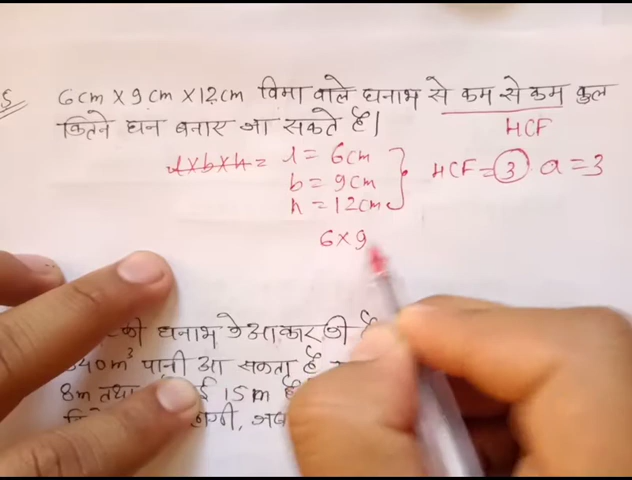 5 6cm × 9cm × 12cm विमा वाले घनाभ से कम से कम कुल
कितने घन बनाए जा सकते हैं।
HCF
l×b×h = l = 6cm
b = 9cm
h = 12cm
HCF = 3 a = 3
6×9
की घनाभ के आकार की
540m³ पानी आ सकता है
8m तथा 15m